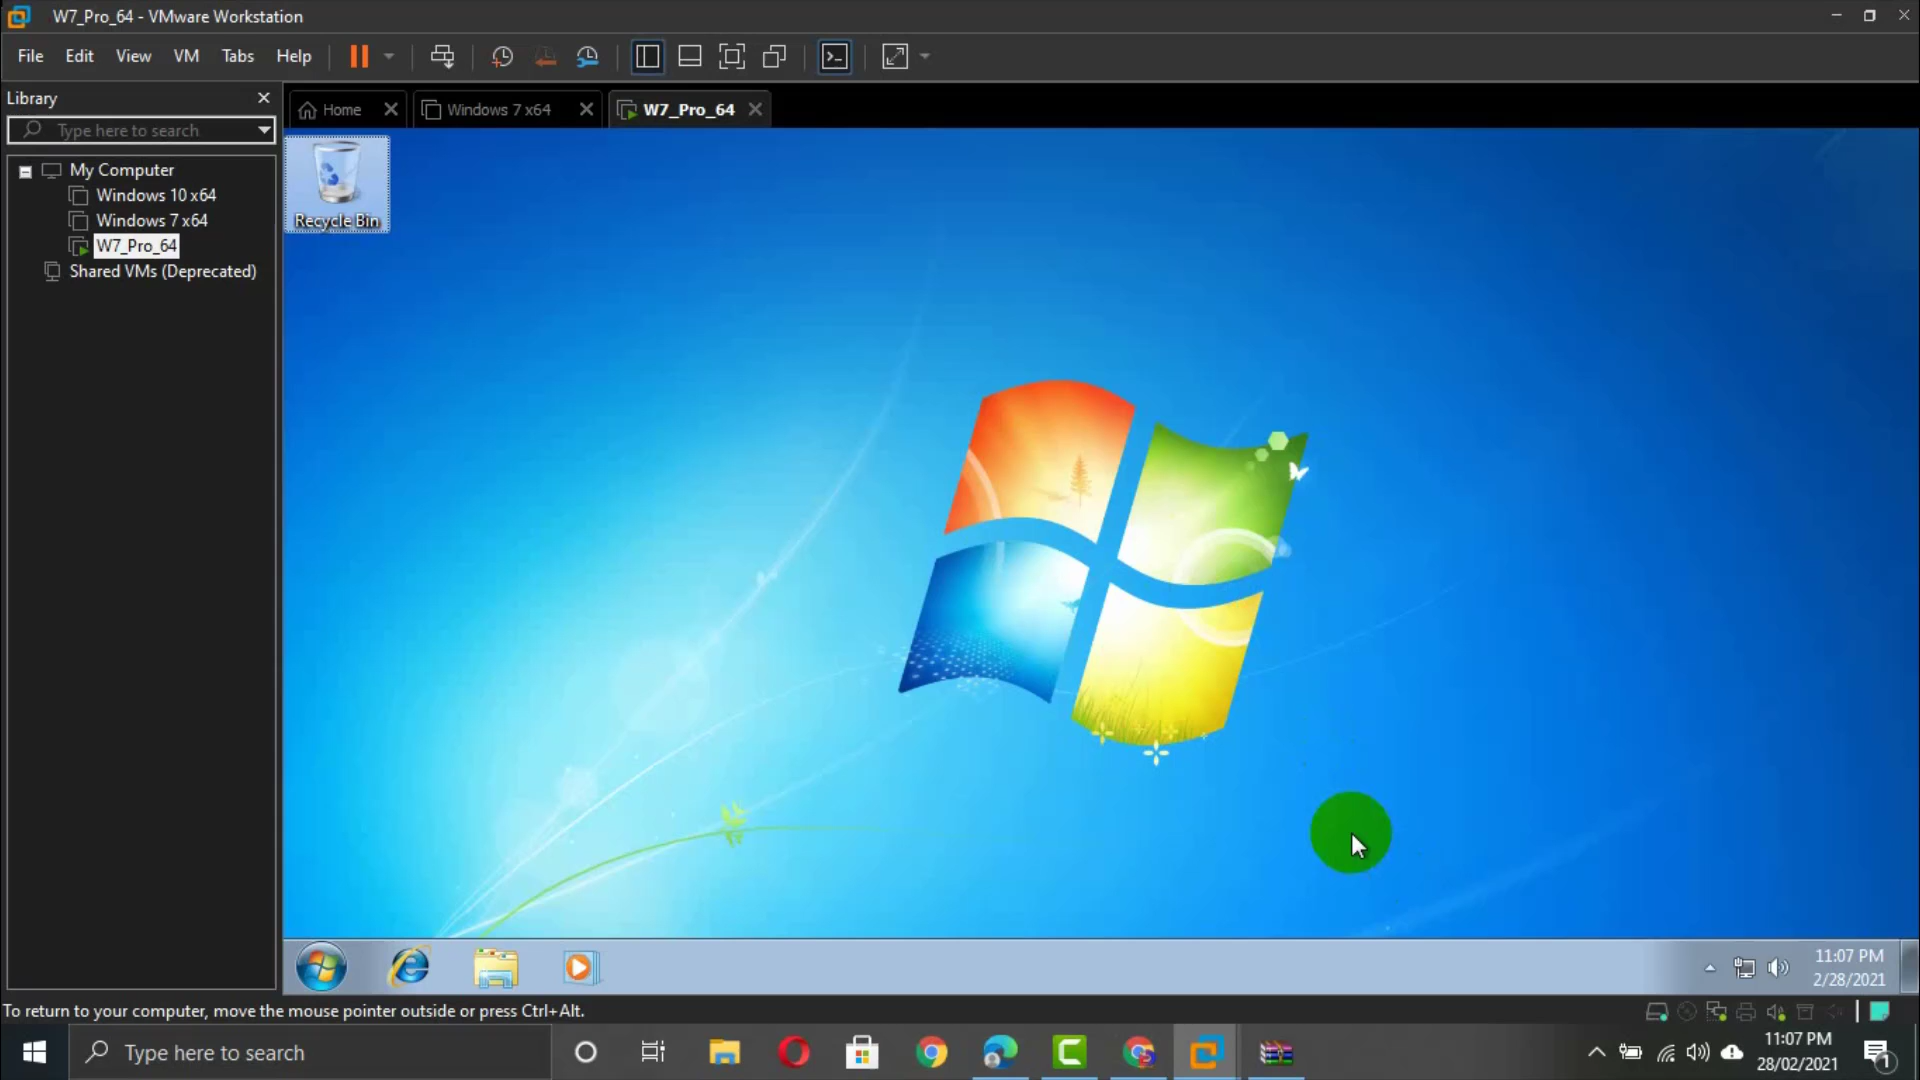 W7_Pro_64 - VMware Workstation
File Edit View VM Tabs Help
Library
Type here to search
My Computer
Windows 10 x64
Windows 7 x64
W7_Pro_64
Shared VMs (Deprecated)
Home
Windows 7 x64
W7_Pro_64
Recycle Bin
11:07 PM
2/28/2021
To return to your computer, move the mouse pointer outside or press Ctrl+Alt.
Type here to search
11:07 PM
28/02/2021
1